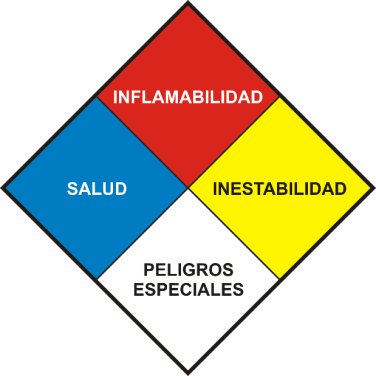 INFLAMABILIDAD
SALUD
INESTABILIDAD
PELIGROS
ESPECIALES